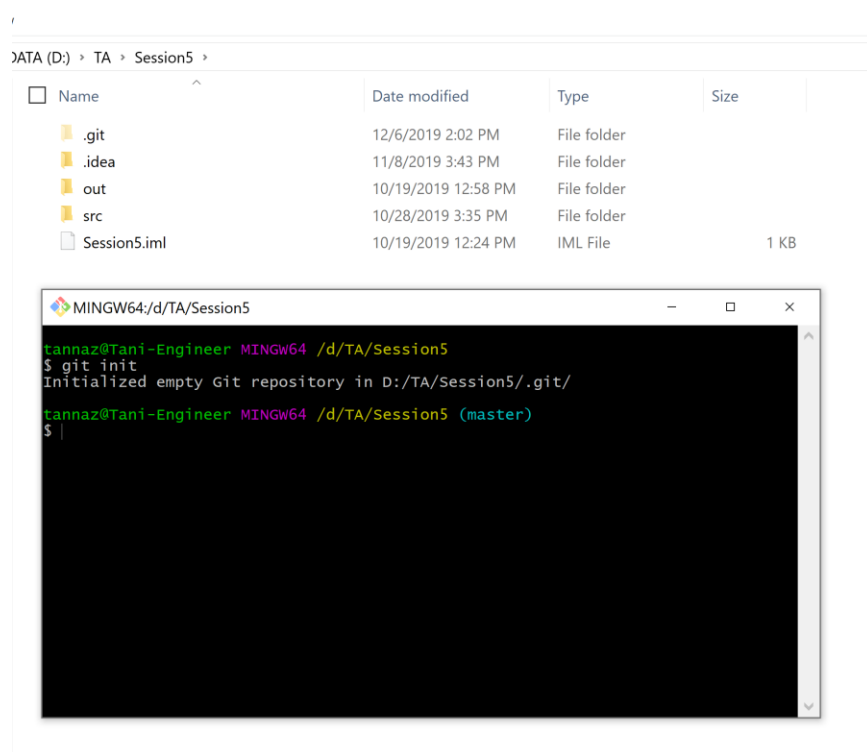 DATA (D:) › TA › Session5 ›
Name Date modified Type Size
.git 12/6/2019 2:02 PM File folder
.idea 11/8/2019 3:43 PM File folder
out 10/19/2019 12:58 PM File folder
src 10/28/2019 3:35 PM File folder
Session5.iml 10/19/2019 12:24 PM IML File 1 KB
MINGW64:/d/TA/Session5
tannaz@Tani-Engineer MINGW64 /d/TA/Session5
$ git init
Initialized empty Git repository in D:/TA/Session5/.git/
tannaz@Tani-Engineer MINGW64 /d/TA/Session5 (master)
$